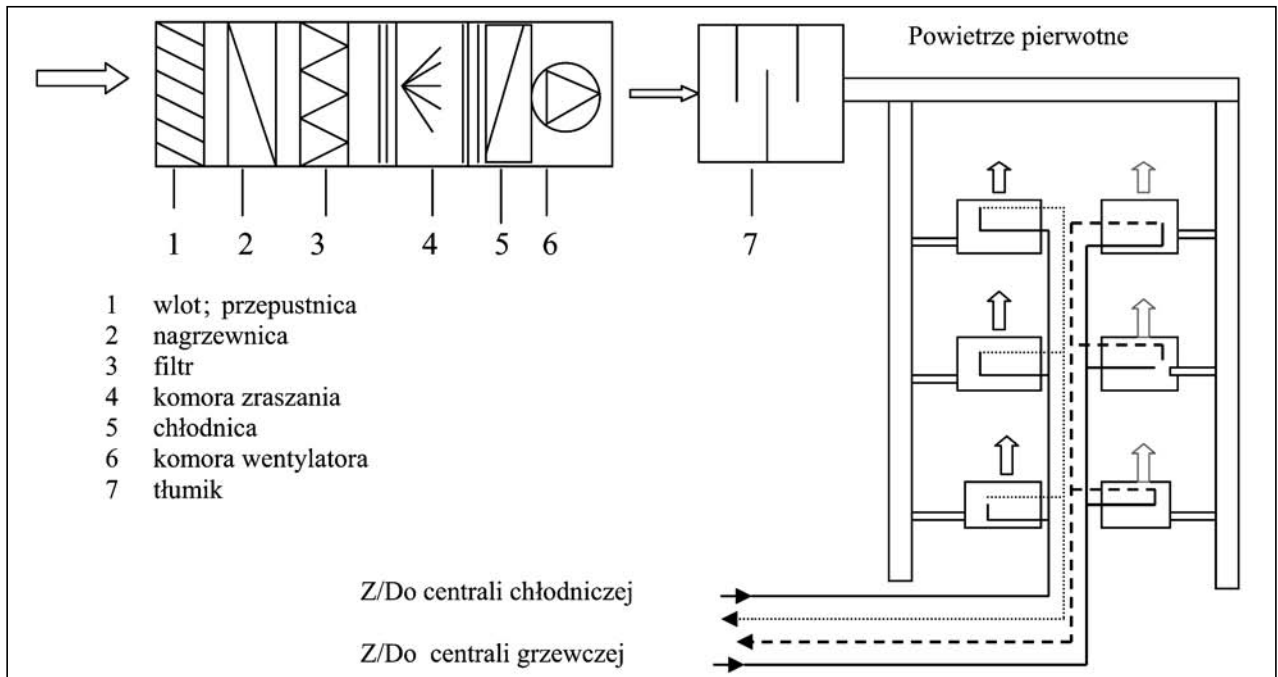 Powietrze pierwotne
1 2 3 4 5 6 7
1 wlot; przepustnica
2 nagrzewnica
3 filtr
4 komora zraszania
5 chłodnica
6 komora wentylatora
7 tłumik
Z/Do centrali chłodniczej
Z/Do centrali grzewczej